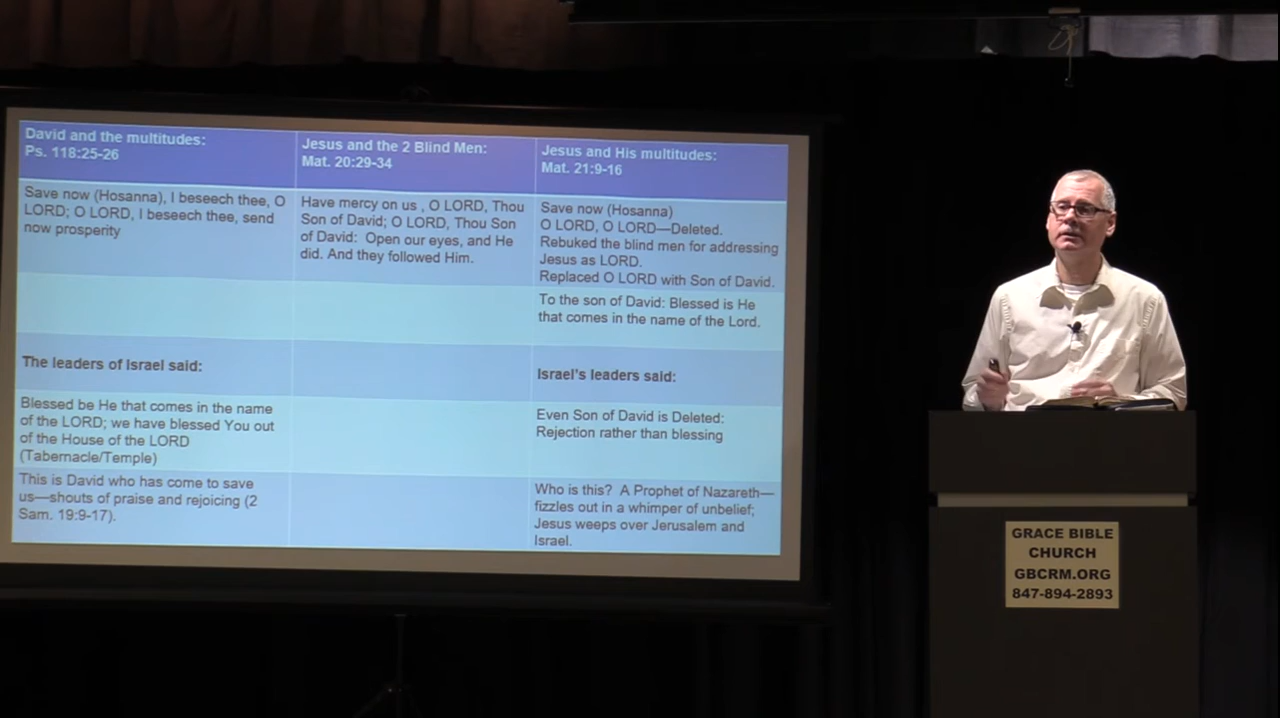 David and the multitudes:
Ps. 118:25-26
Jesus and the 2 Blind Men:
Mat. 20:29-34
Jesus and His multitudes:
Mat. 21:9-16
Save now (Hosanna), I beseech thee, O
LORD; O LORD, I beseech thee, send
now prosperity
Have mercy on us , O LORD, Thou
Son of David; O LORD, Thou Son
of David: Open our eyes, and He
did. And they followed Him.
Save now (Hosanna)
O LORD, O LORD—Deleted.
Rebuked the blind men for addressing
Jesus as LORD.
Replaced O LORD with Son of David.
To the son of David: Blessed is He
that comes in the name of the Lord.
The leaders of Israel said:
Israel's leaders said:
Blessed be He that comes in the name
of the LORD; we have blessed You out
of the House of the LORD
(Tabernacle/Temple)
Even Son of David is Deleted:
Rejection rather than blessing
This is David who has come to save
us—shouts of praise and rejoicing (2
Sam. 19:9-17).
Who is this? A Prophet of Nazareth—
fizzles out in a whimper of unbelief;
Jesus weeps over Jerusalem and
Israel.
GRACE BIBLE
CHURCH
GBCRM.ORG
847-894-2893